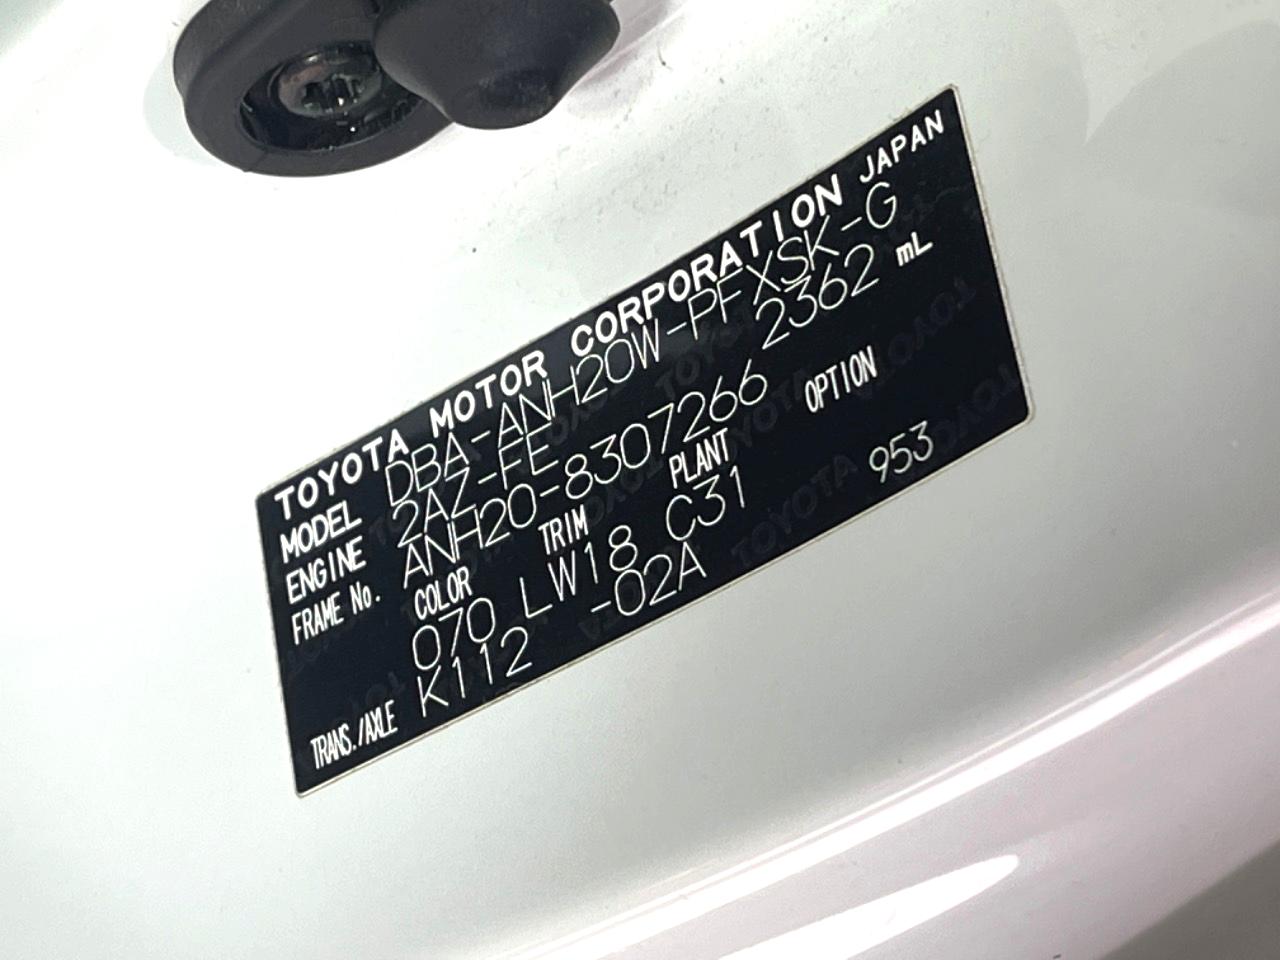 TOYOTA MOTOR CORPORATION JAPAN
MODEL DBA-ANH20W-PFXSK-G
ENGINE 2AZ-FE 2362 mL
FRAME No. ANH20-8307266
COLOR TRIM PLANT OPTION
070 LW18 C31 953
TRANS./AXLE K112 -02A